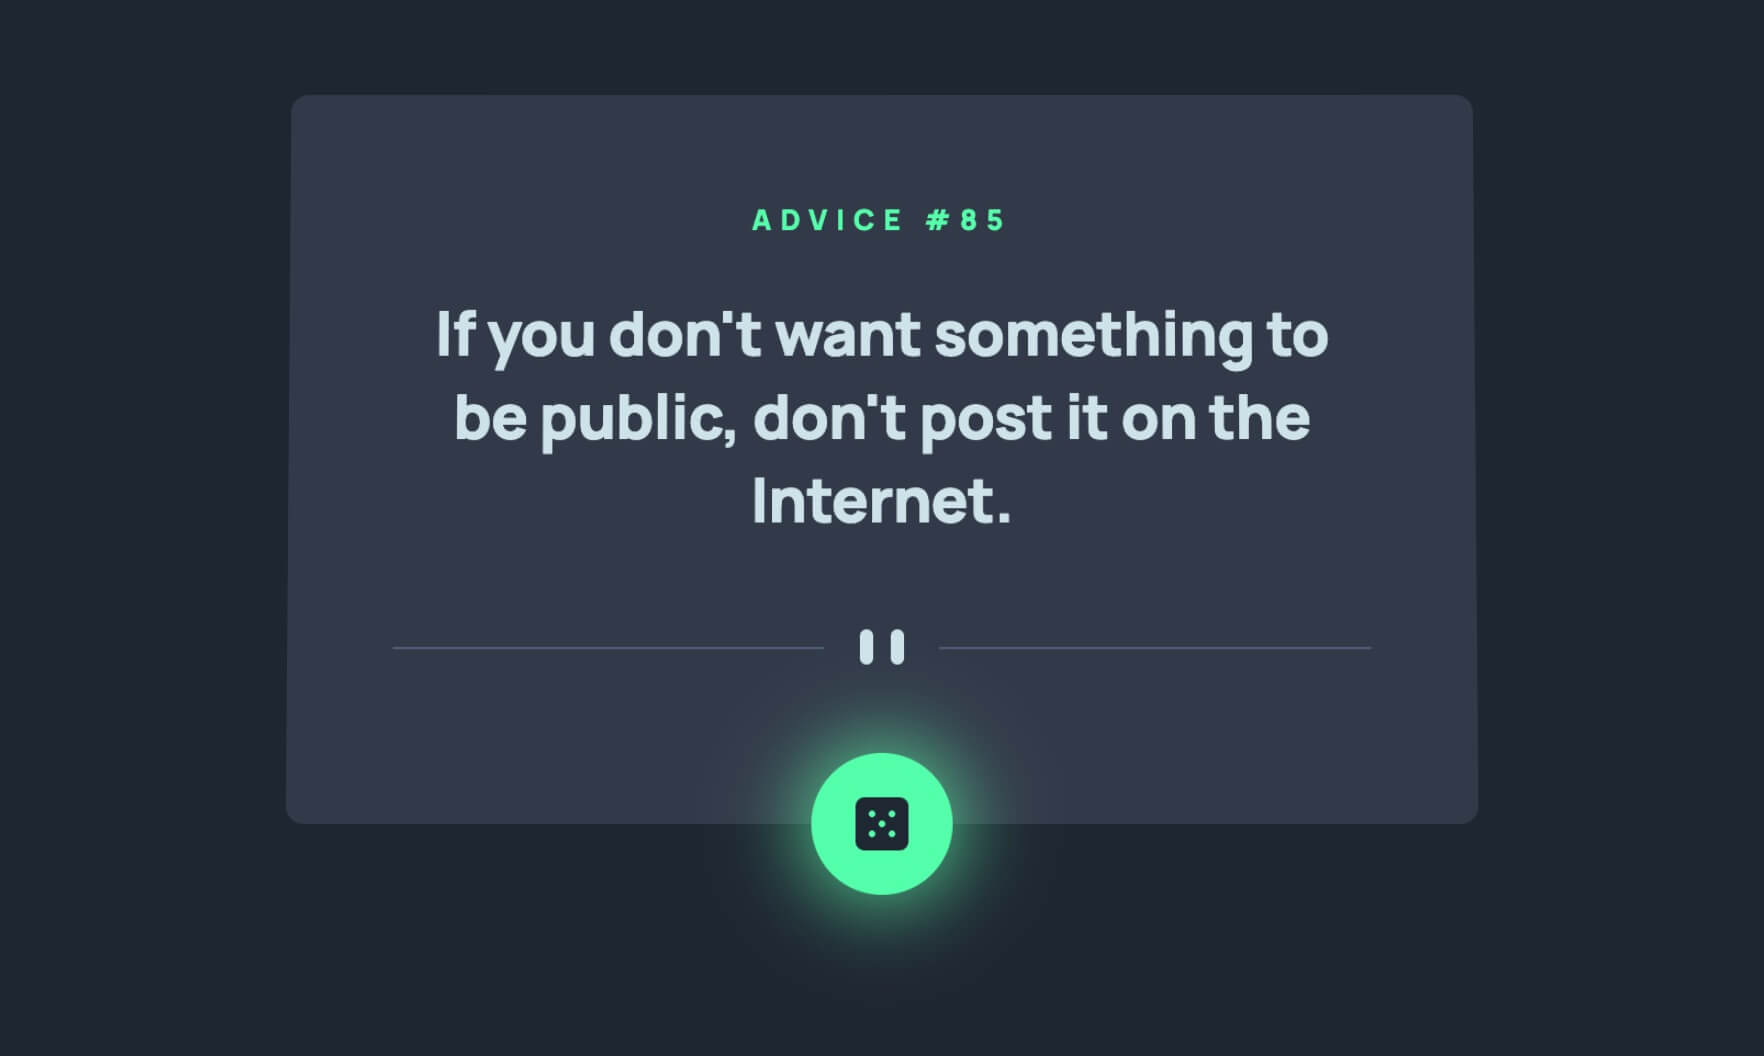 ADVICE #85
If you don't want something to
be public, don't post it on the
Internet.